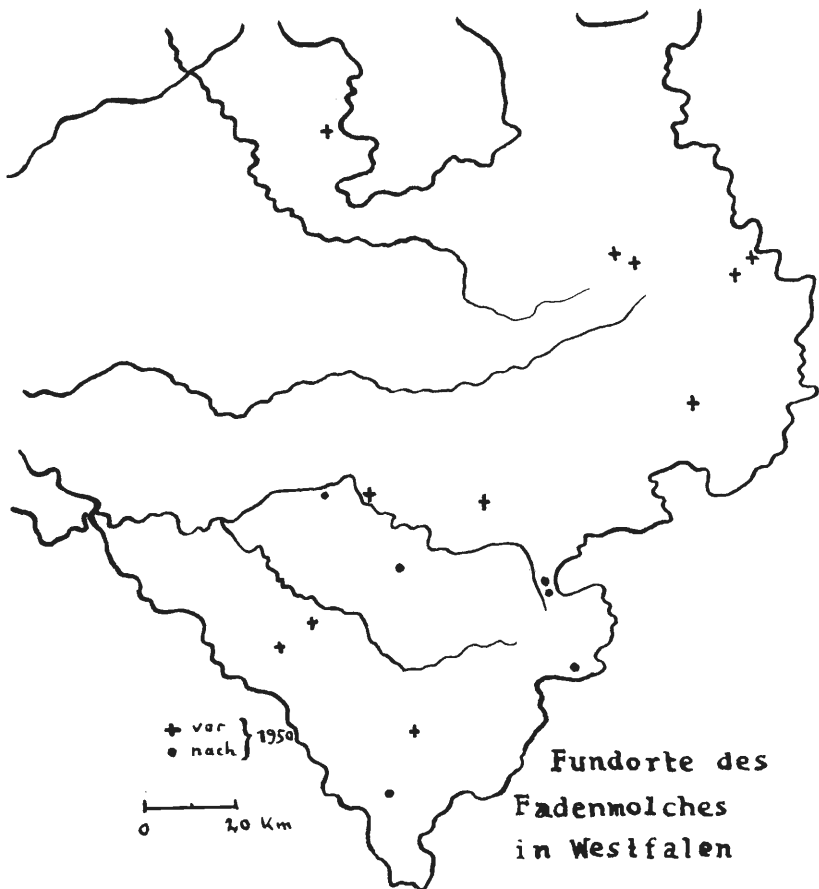 + vor } 1950
• nach
0 20 Km
Fundorte des
Fadenmolches
in Westfalen